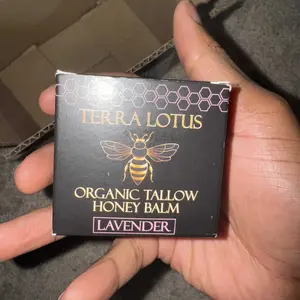 TERRA LOTUS
ORGANIC TALLOW
HONEY BALM
LAVENDER